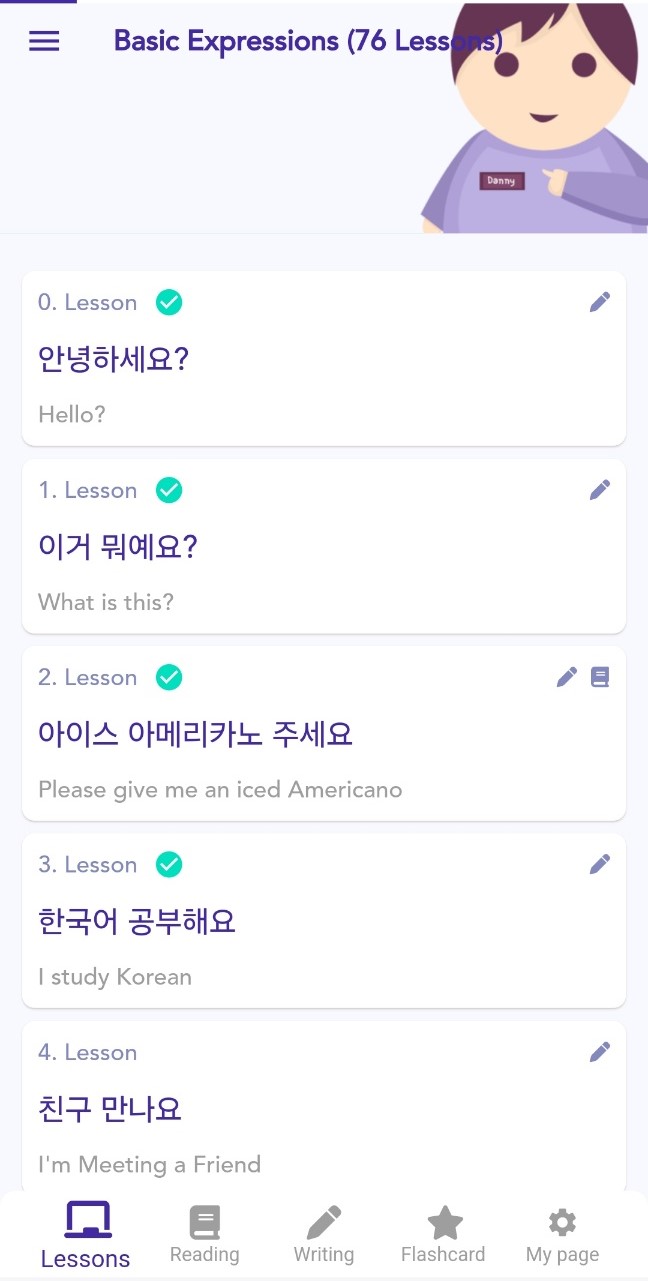 Basic Expressions (76 Lessons)
Danny
0. Lesson
안녕하세요?
Hello?
1. Lesson
이거 뭐예요?
What is this?
2. Lesson
아이스 아메리카노 주세요
Please give me an iced Americano
3. Lesson
한국어 공부해요
I study Korean
4. Lesson
친구 만나요
I'm Meeting a Friend
Lessons
Reading
Writing
Flashcard
My page